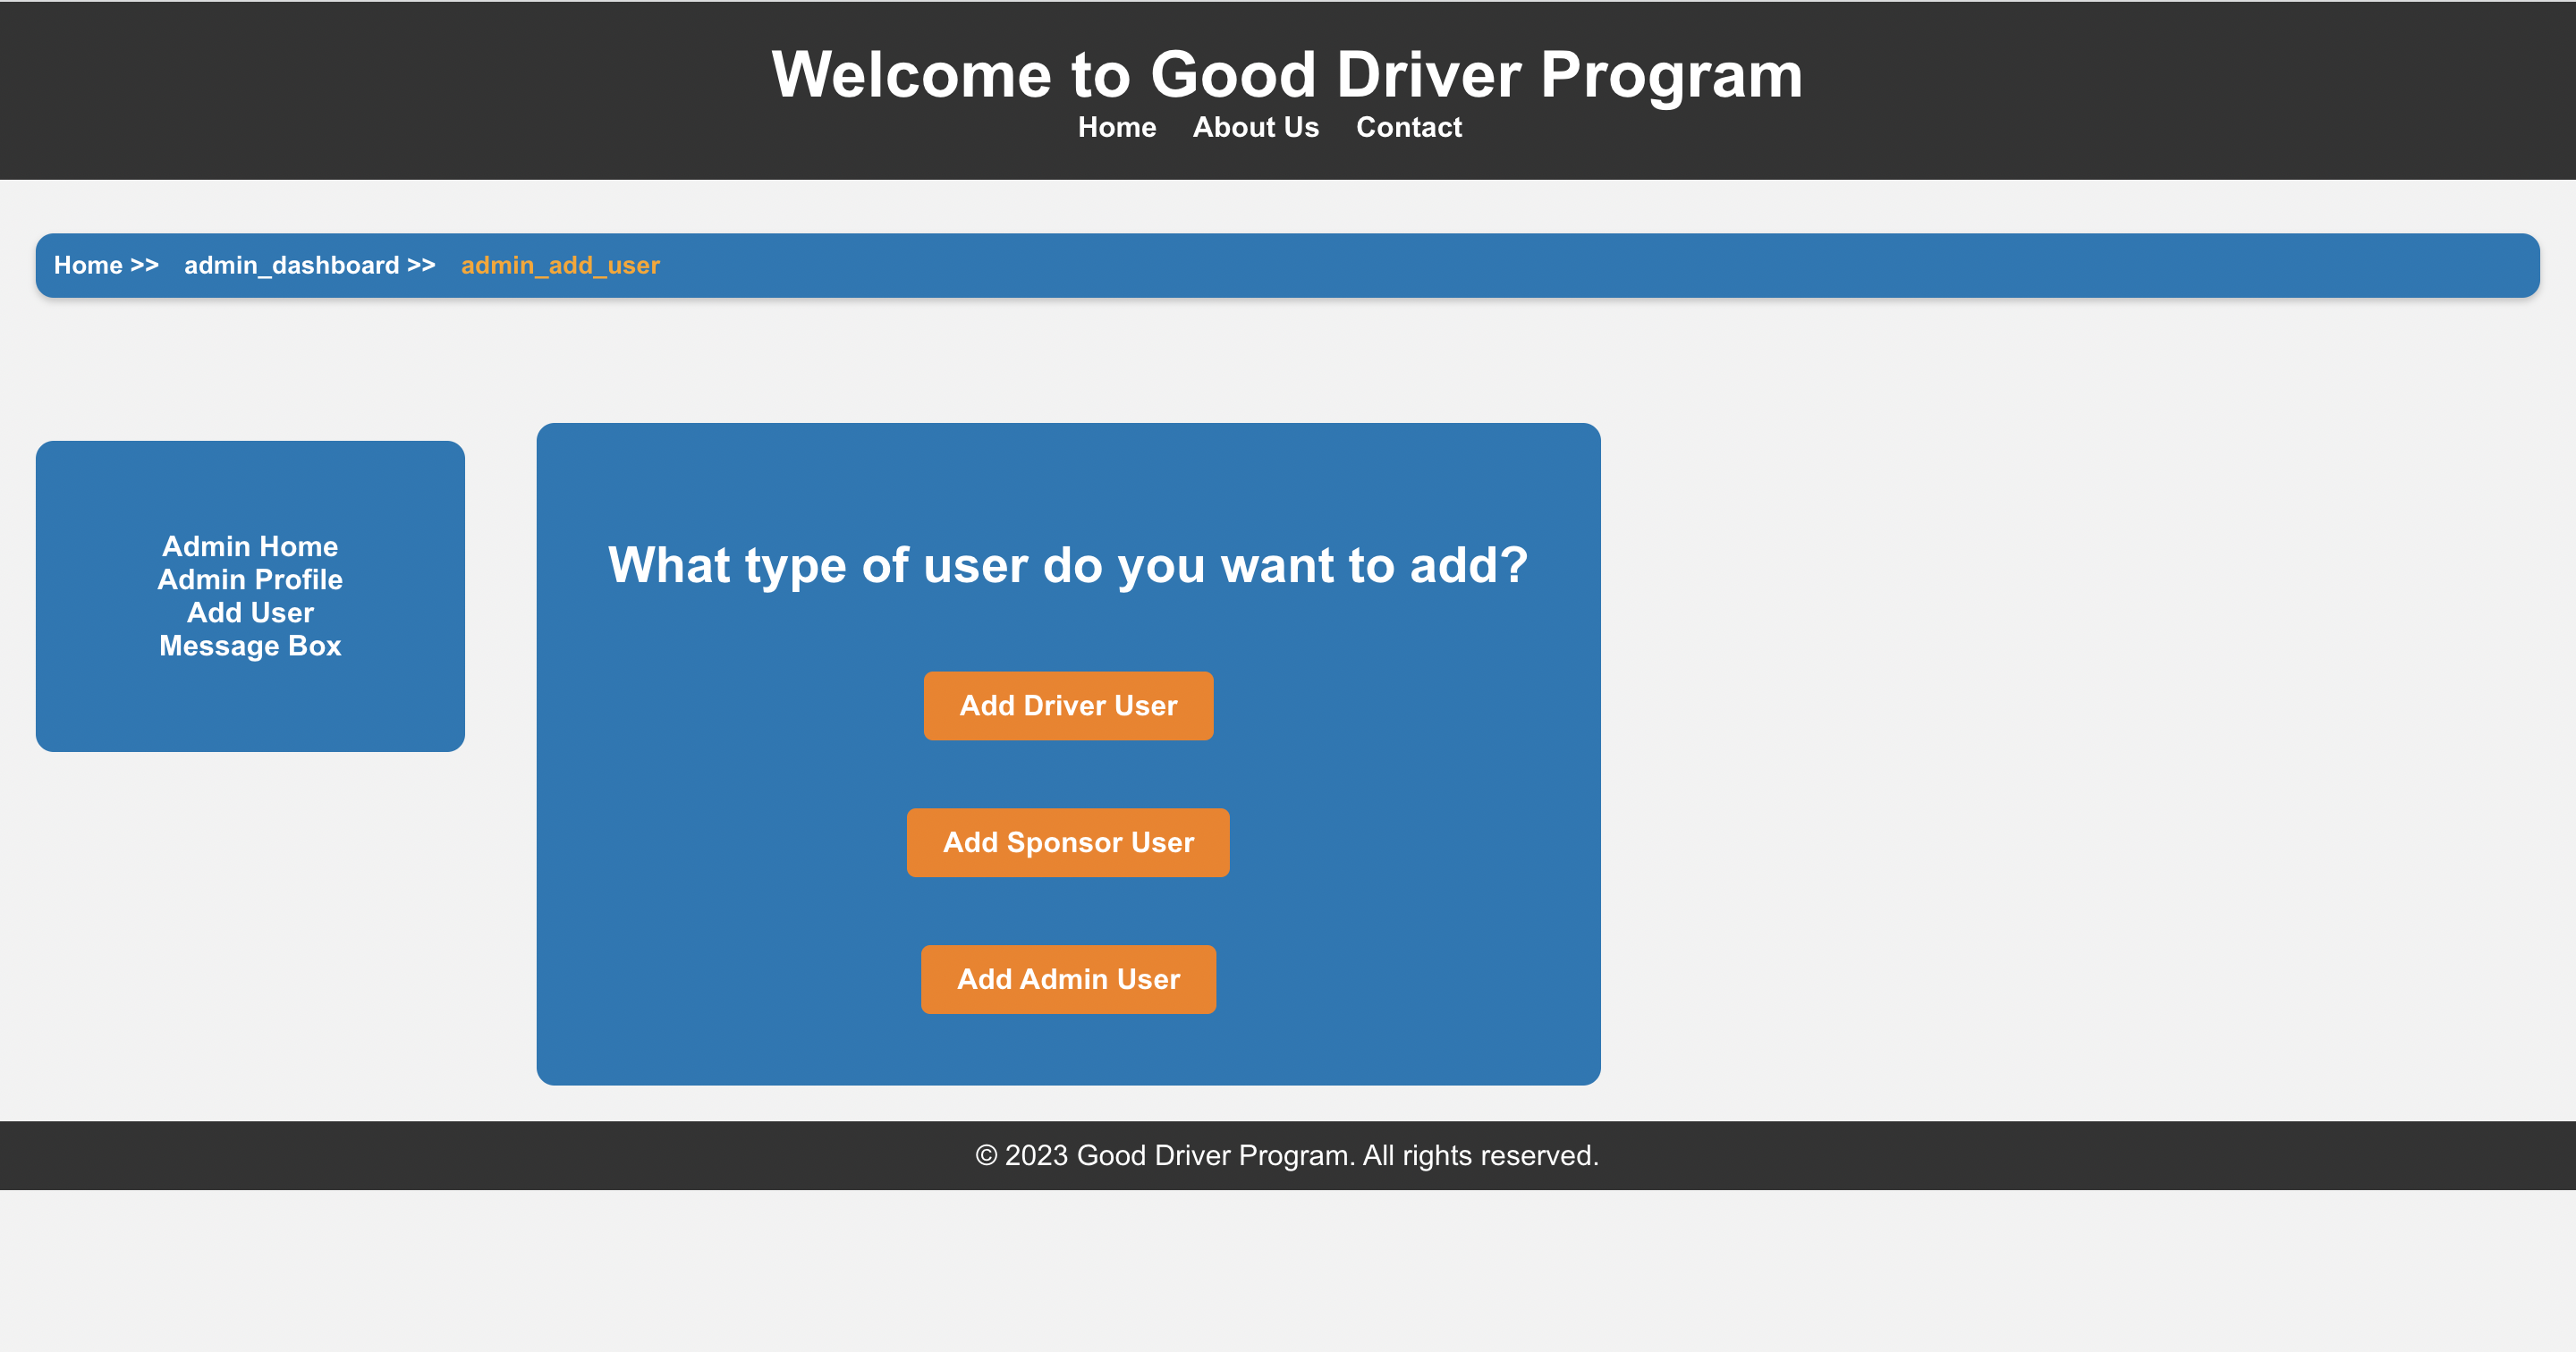 Welcome to Good Driver Program
Home About Us Contact
Home >> admin_dashboard >> admin_add_user
Admin Home
Admin Profile
Add User
Message Box
What type of user do you want to add?
Add Driver User
Add Sponsor User
Add Admin User
© 2023 Good Driver Program. All rights reserved.